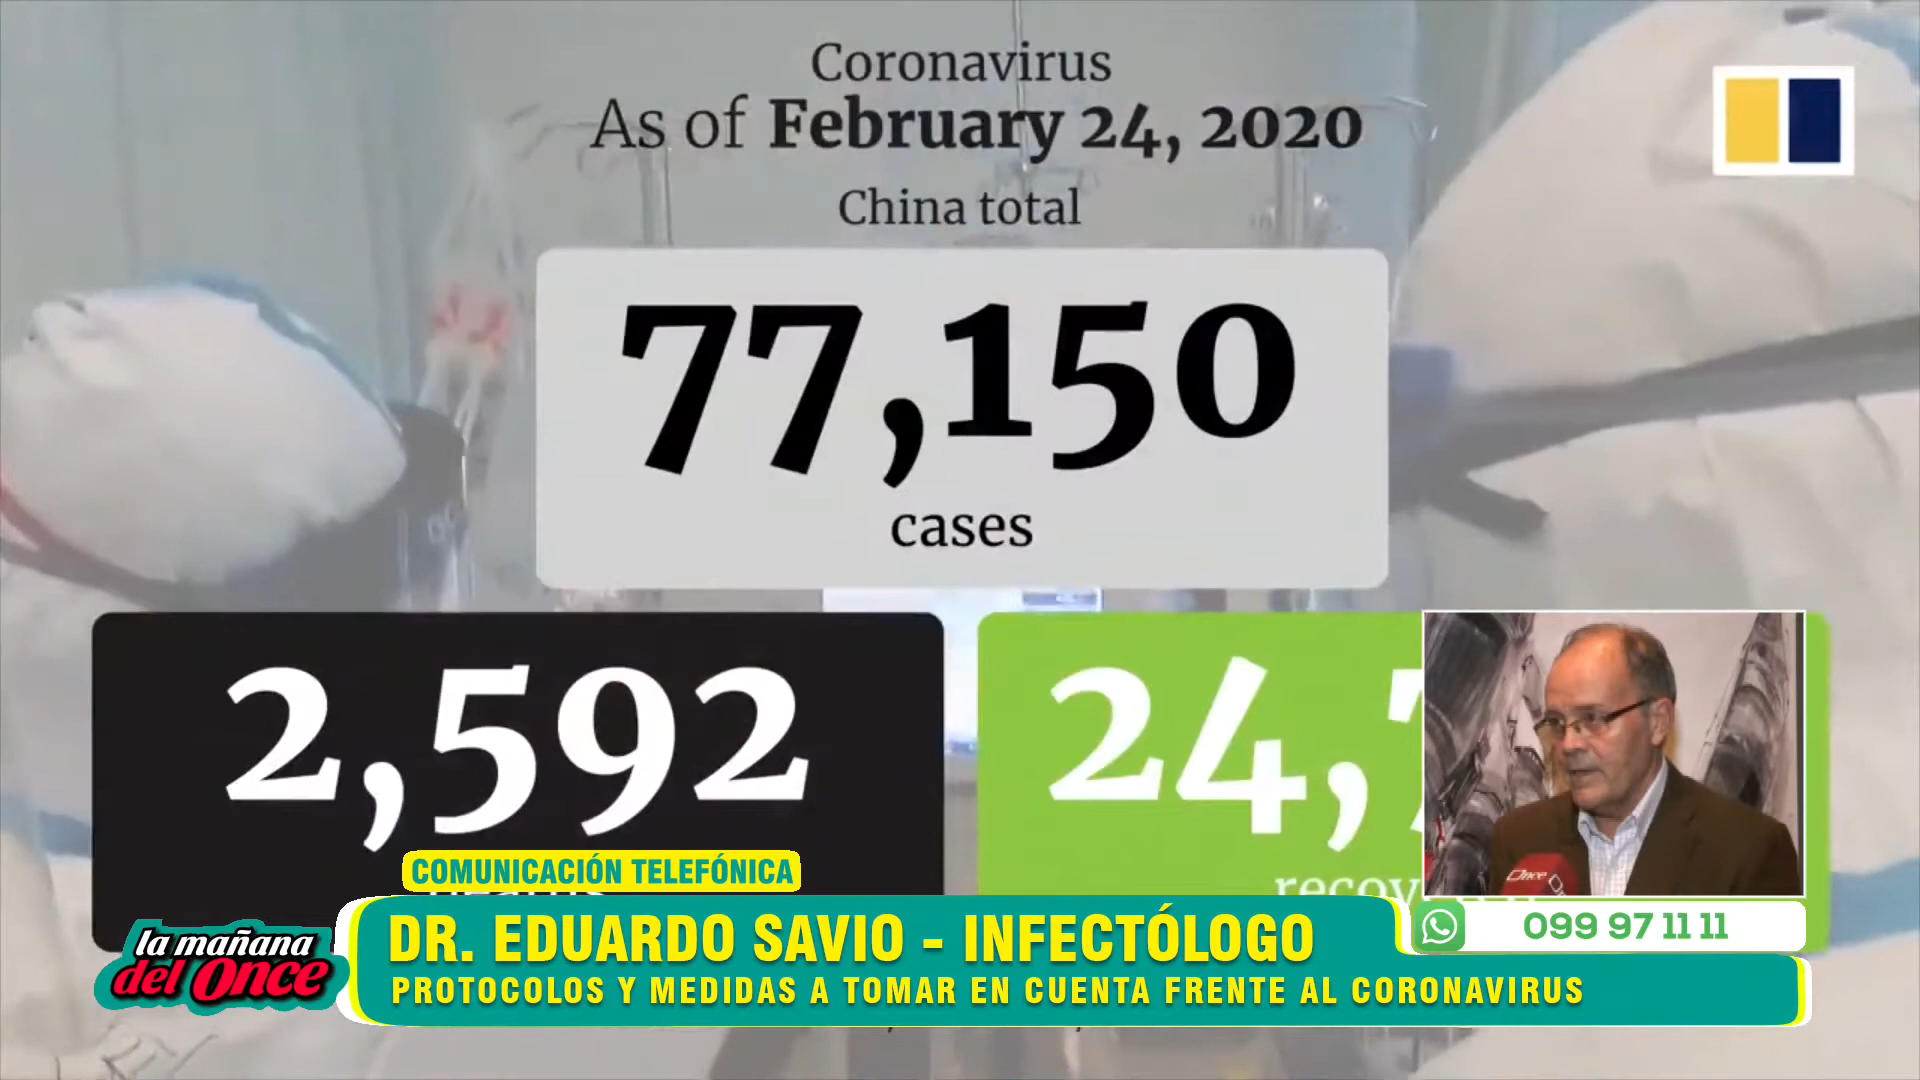 Coronavirus
As of February 24, 2020
China total
77,150
cases
2,592
24,
COMUNICACIÓN TELEFÓNICA
DR. EDUARDO SAVIO - INFECTÓLOGO
PROTOCOLOS Y MEDIDAS A TOMAR EN CUENTA FRENTE AL CORONAVIRUS
la mañana
del Once
Once
099 97 11 11